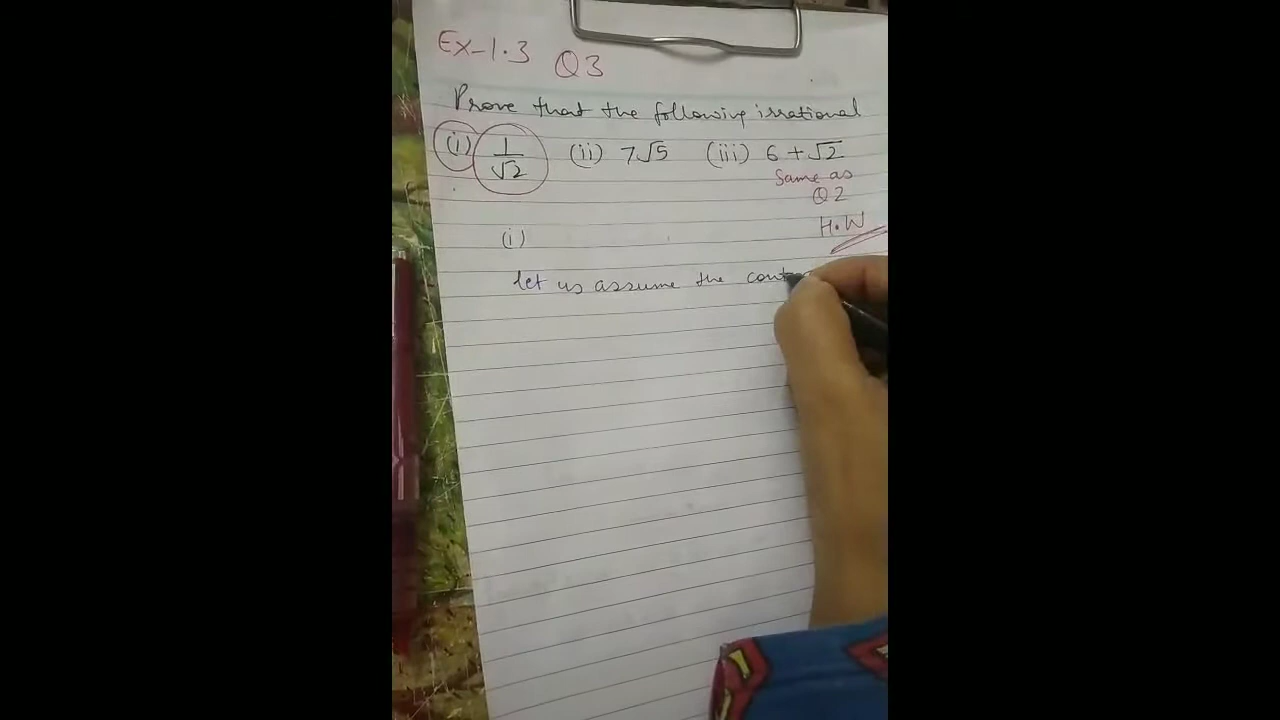 Ex-1.3 Q3
Prove that the following irrational
(i) 1/√2 (ii) 7√5 (iii) 6 + √2
Same as
Q2
H.W
(i)
let us assume the